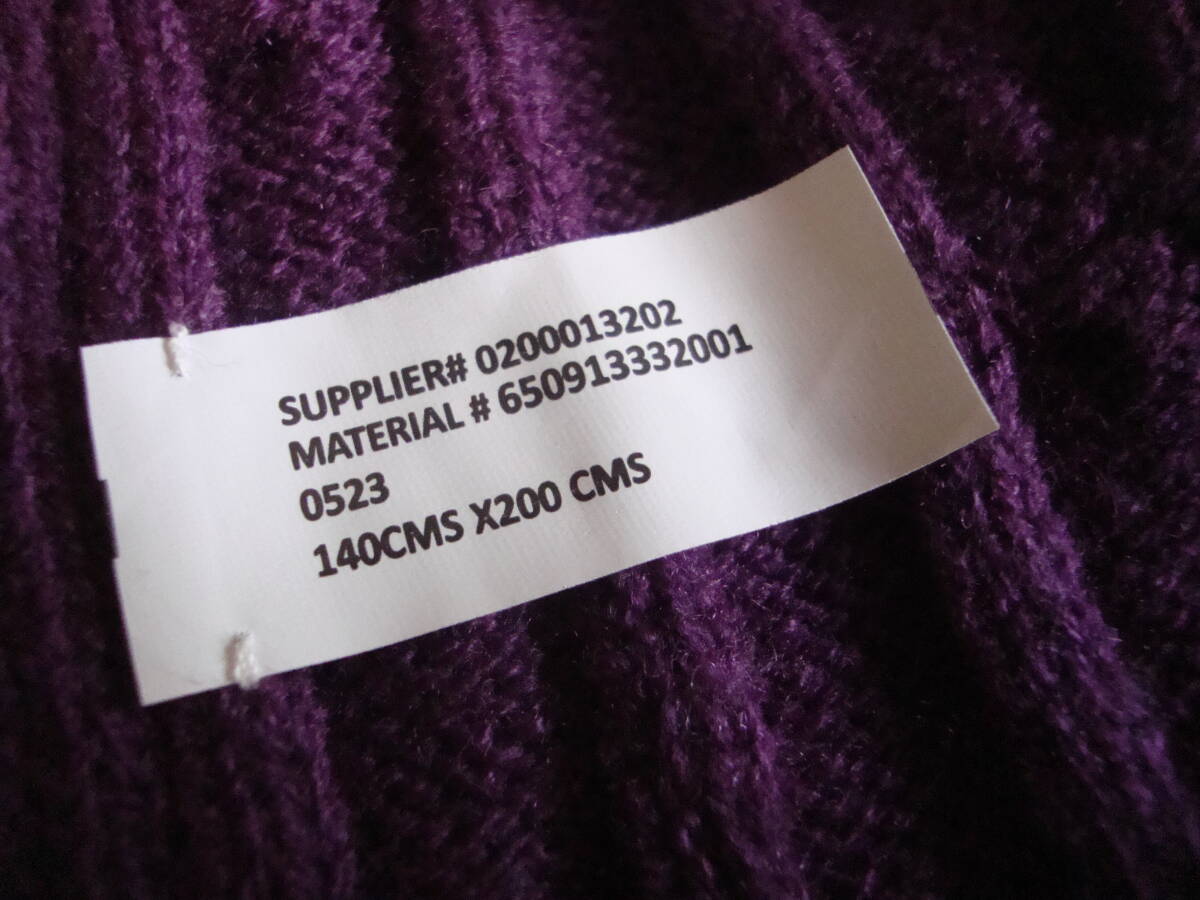 SUPPLIER# 0200013202
MATERIAL # 650913332001
0523
140CMS X200 CMS